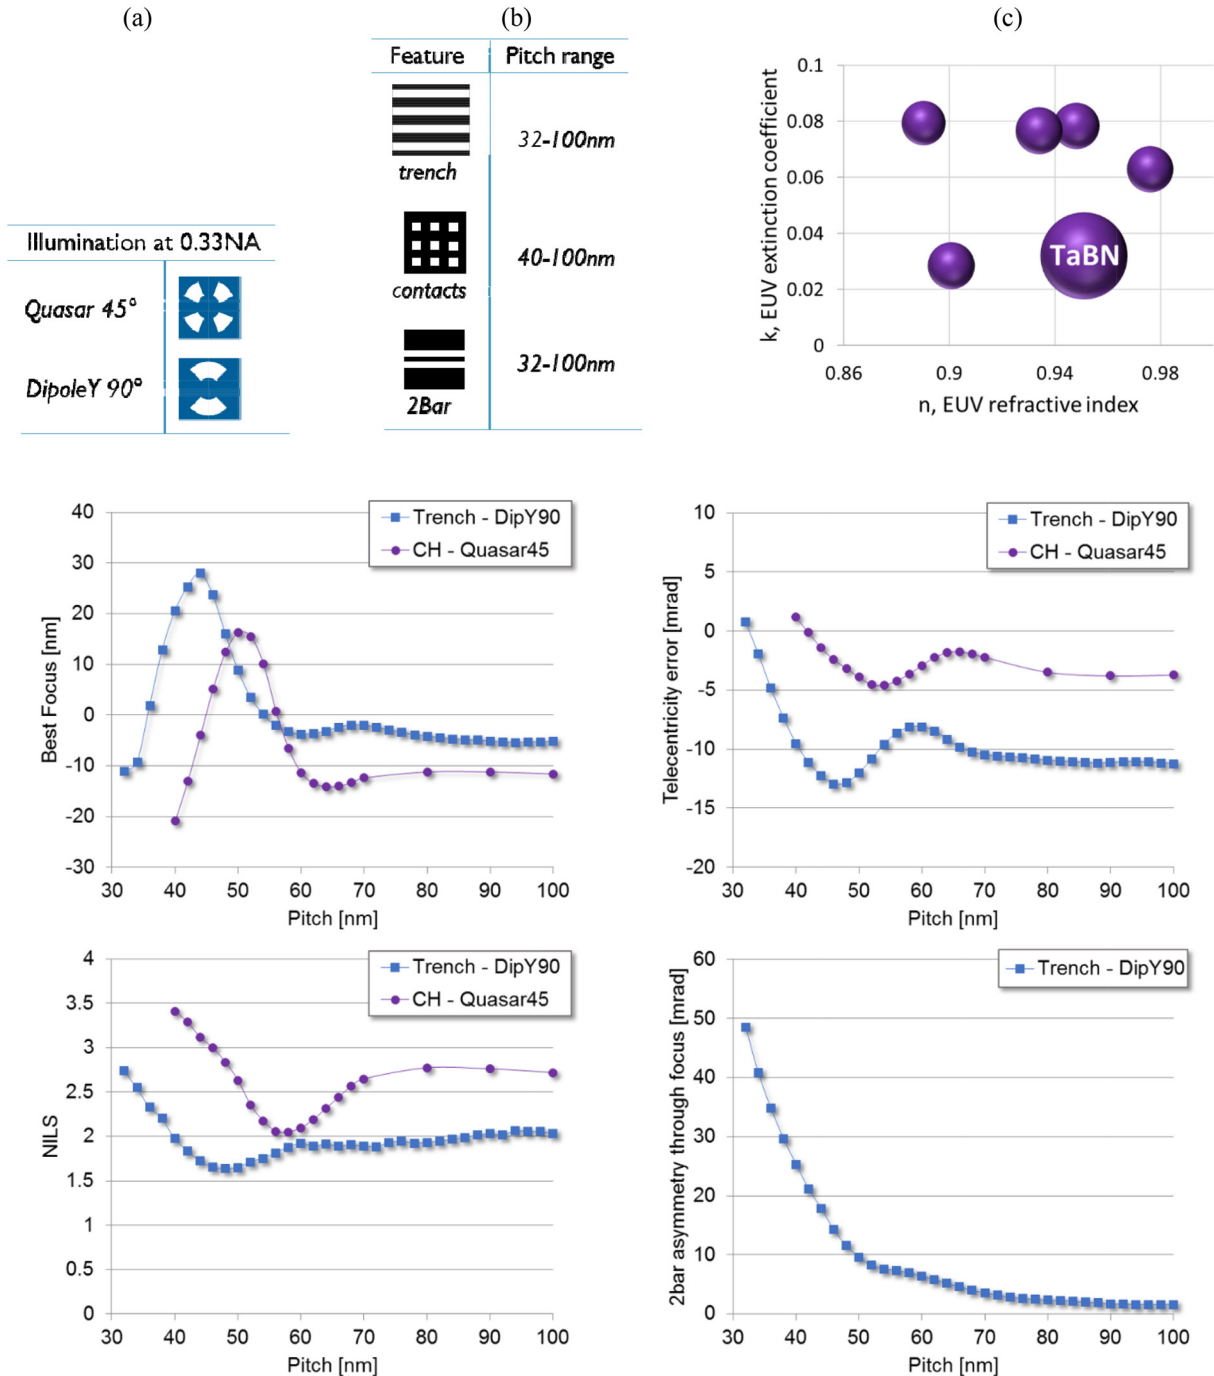 (a)
(b)
(c)
Illumination at 0.33NA
Quasar 45°
DipoleY 90°
Feature Pitch range
trench 32-100nm
contacts 40-100nm
2Bar 32-100nm
k, EUV extinction coefficient
0.1
0.08
0.06
0.04
0.02
0
TaBN
0.86 0.9 0.94 0.98
n, EUV refractive index
Best Focus [nm]
40
30
20
10
0
-10
-20
-30
Trench - DipY90
CH - Quasar45
30 40 50 60 70 80 90 100
Pitch [nm]
Telecentricity error [mrad]
10
5
0
-5
-10
-15
-20
Trench - DipY90
CH - Quasar45
30 40 50 60 70 80 90 100
Pitch [nm]
NILS
4
3.5
3
2.5
2
1.5
1
0.5
0
Trench - DipY90
CH - Quasar45
30 40 50 60 70 80 90 100
Pitch [nm]
2bar asymmetry through focus [mrad]
60
50
40
30
20
10
0
Trench - DipY90
30 40 50 60 70 80 90 100
Pitch [nm]